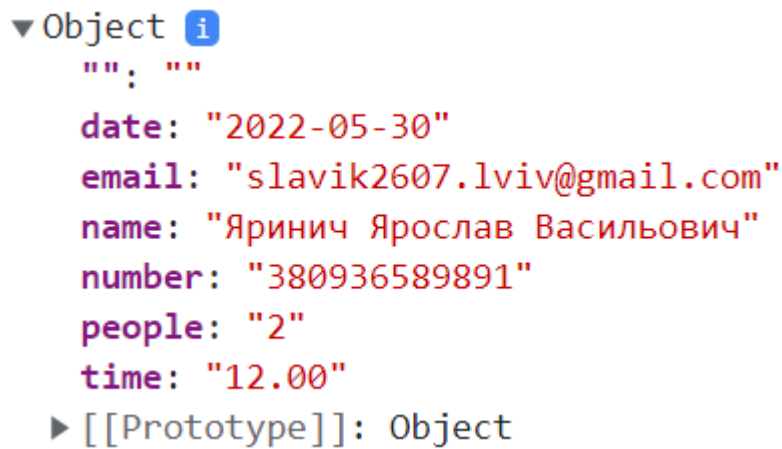 ▼Object i
"": ""
date: "2022-05-30"
email: "slavik2607.lviv@gmail.com"
name: "Яринич Ярослав Васильович"
number: "380936589891"
people: "2"
time: "12.00"
▶[[Prototype]]: Object